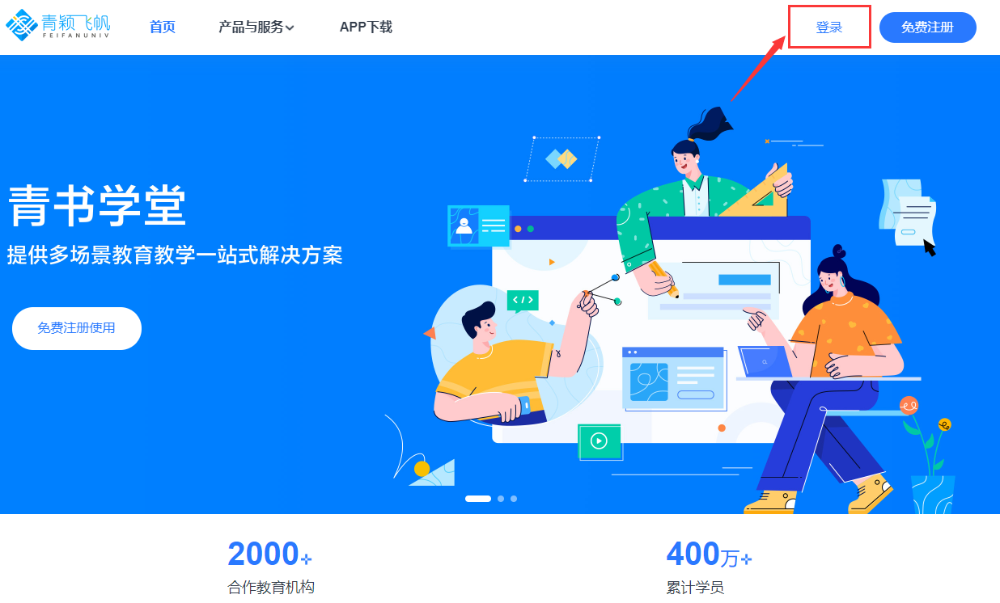 青颖飞帆
FEIFANUNIV
首页
产品与服务
APP下载
登录
免费注册
青书学堂
提供多场景教育教学一站式解决方案
免费注册使用
</>
2000+
合作教育机构
400万+
累计学员